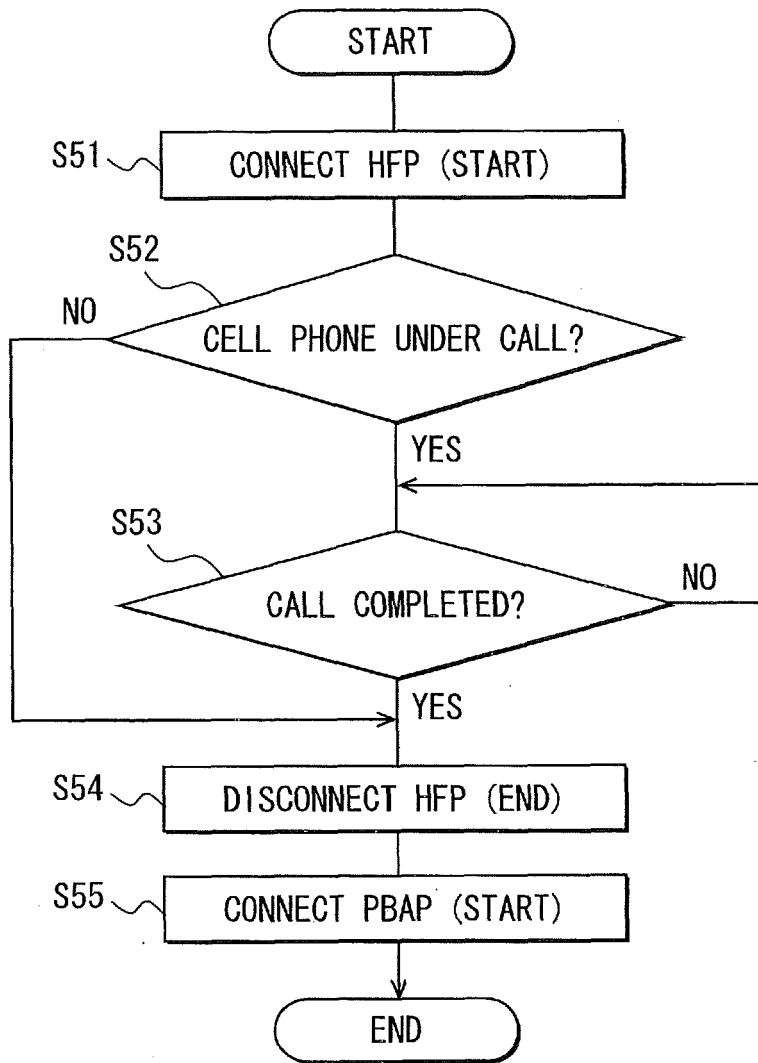 START
S51
CONNECT HFP (START)
S52
NO
CELL PHONE UNDER CALL?
YES
S53
NO
CALL COMPLETED?
YES
S54
DISCONNECT HFP (END)
S55
CONNECT PBAP (START)
END